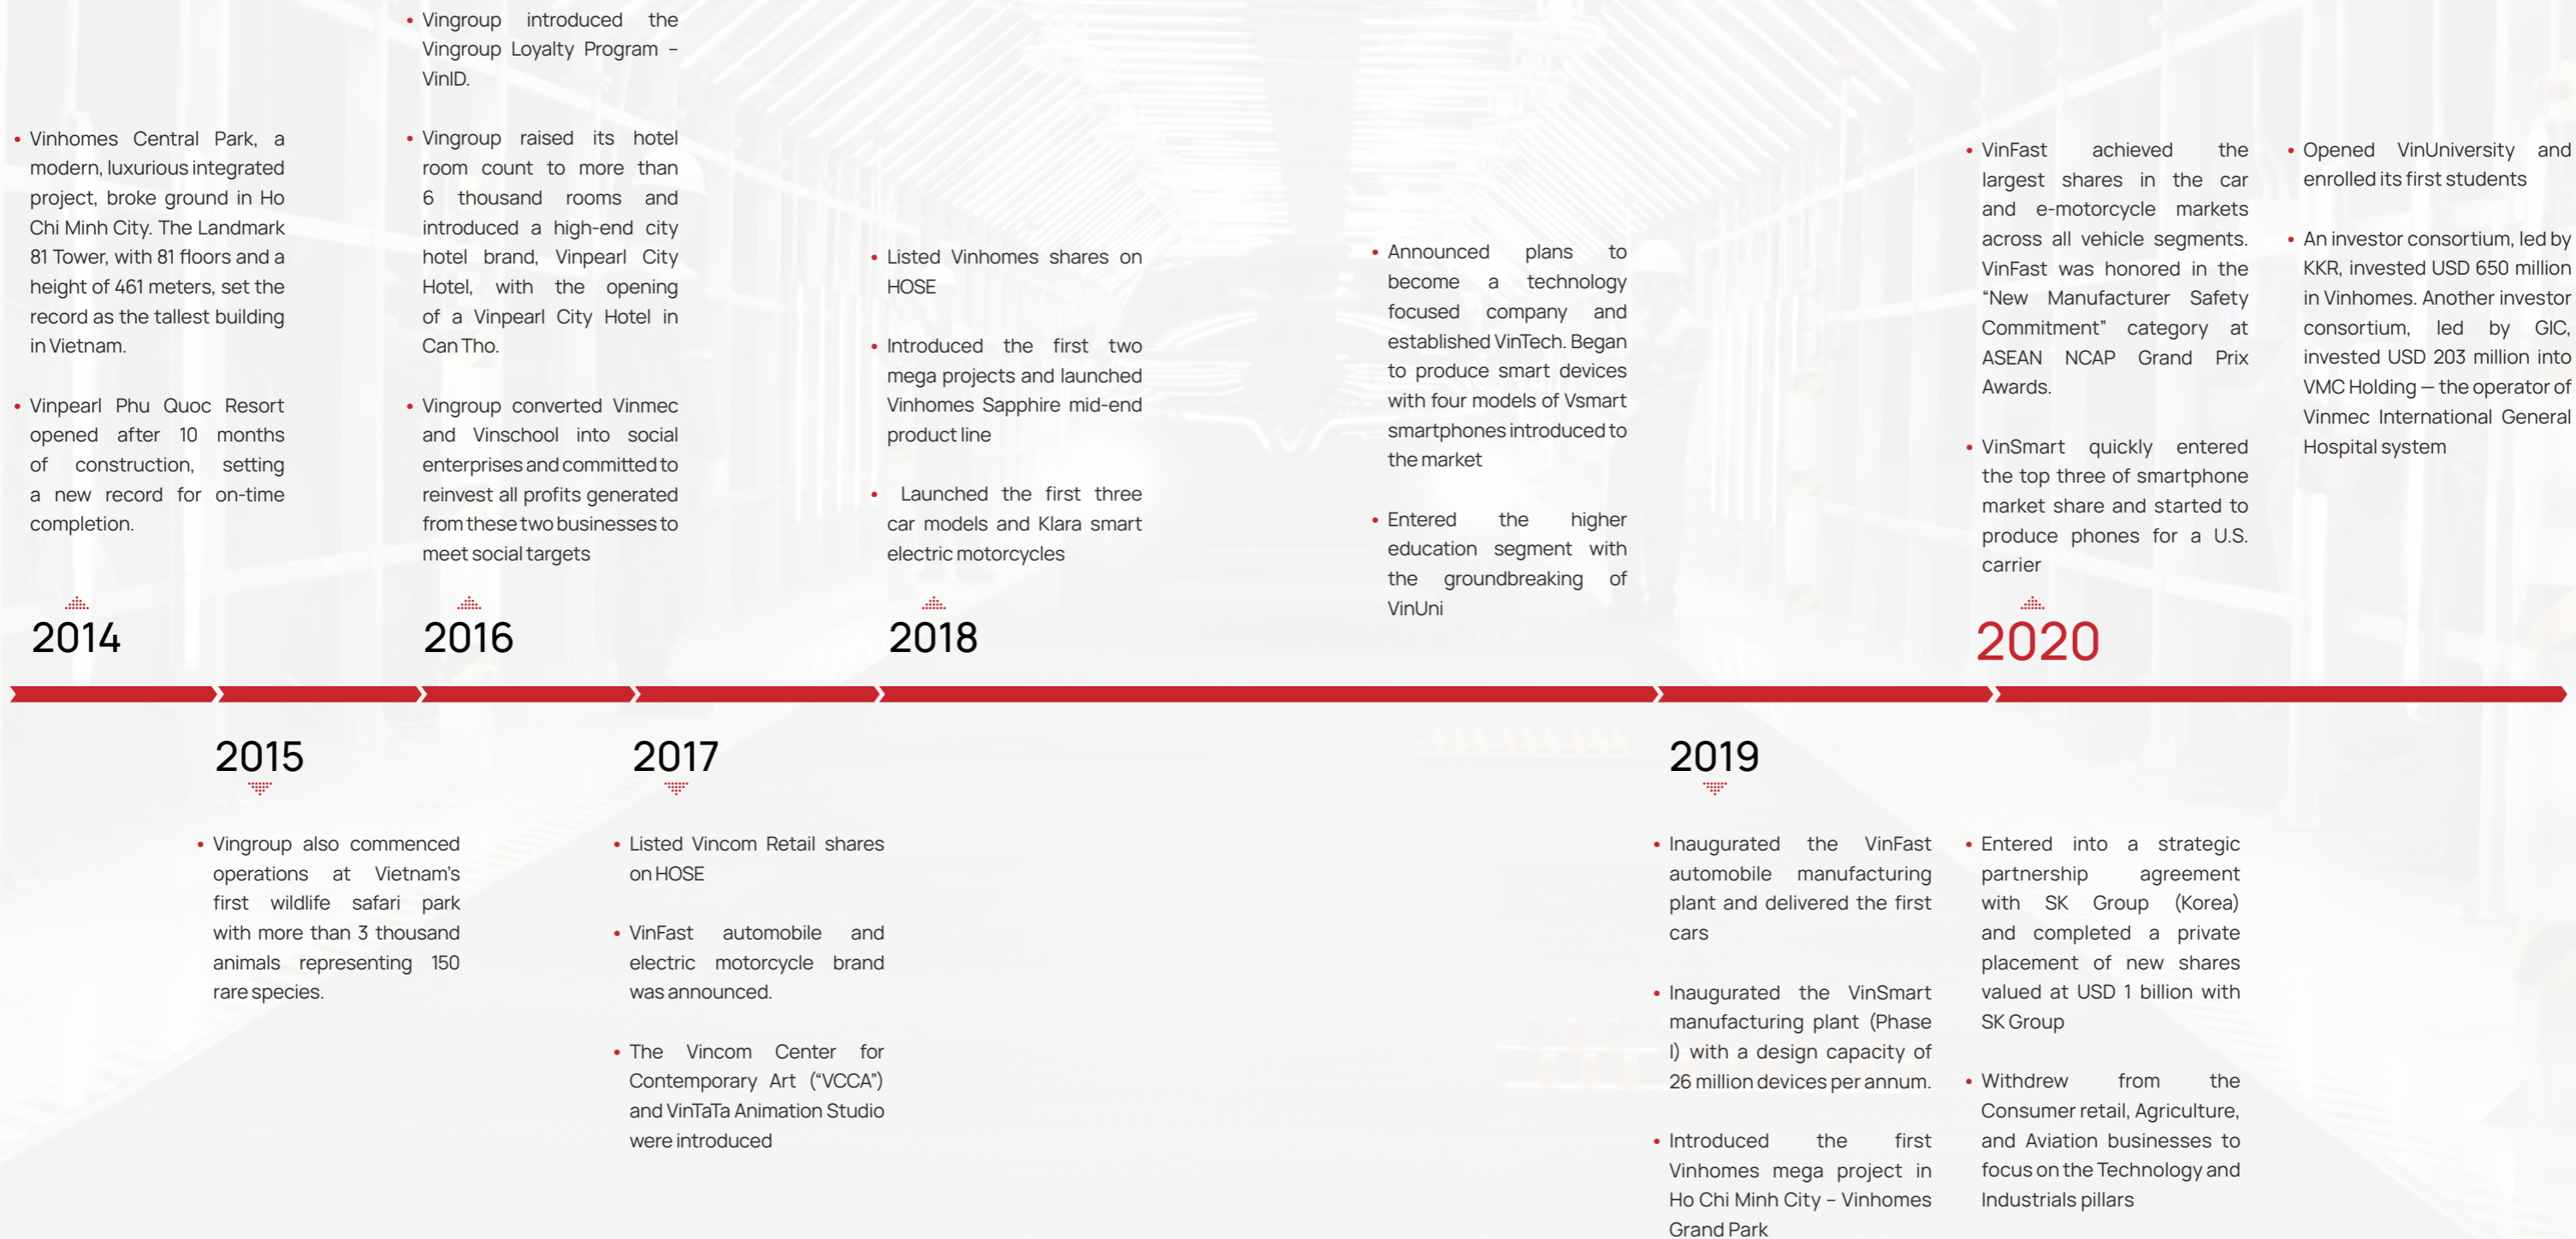 • Vinhomes Central Park, a
modern, luxurious integrated
project, broke ground in Ho
Chi Minh City. The Landmark
81 Tower, with 81 floors and a
height of 461 meters, set the
record as the tallest building
in Vietnam.
• Vinpearl Phu Quoc Resort
opened after 10 months
of construction, setting
a new record for on-time
completion.
2014
2015
• Vingroup also commenced
operations at Vietnam's
first wildlife safari park
with more than 3 thousand
animals representing 150
rare species.
• Vingroup introduced the
Vingroup Loyalty Program –
VinID.
• Vingroup raised its hotel
room count to more than
6 thousand rooms and
introduced a high-end city
hotel brand, Vinpearl City
Hotel, with the opening
of a Vinpearl City Hotel in
Can Tho.
• Vingroup converted Vinmec
and Vinschool into social
enterprises and committed to
reinvest all profits generated
from these two businesses to
meet social targets
2016
2017
• Listed Vincom Retail shares
on HOSE
• VinFast automobile and
electric motorcycle brand
was announced.
• The Vincom Center for
Contemporary Art (“VCCA”)
and VinTaTa Animation Studio
were introduced
• Listed Vinhomes shares on
HOSE
• Introduced the first two
mega projects and launched
Vinhomes Sapphire mid-end
product line
• Launched the first three
car models and Klara smart
electric motorcycles
2018
• Announced plans to
become a technology
focused company and
established VinTech. Began
to produce smart devices
with four models of Vsmart
smartphones introduced to
the market
• Entered the higher
education segment with
the groundbreaking of
VinUni
2019
• Inaugurated the VinFast
automobile manufacturing
plant and delivered the first
cars
• Inaugurated the VinSmart
manufacturing plant (Phase
I) with a design capacity of
26 million devices per annum.
• Introduced the first
Vinhomes mega project in
Ho Chi Minh City – Vinhomes
Grand Park
• Entered into a strategic
partnership agreement
with SK Group (Korea)
and completed a private
placement of new shares
valued at USD 1 billion with
SK Group
• Withdrew from the
Consumer retail, Agriculture,
and Aviation businesses to
focus on the Technology and
Industrials pillars
• VinFast achieved the
largest shares in the car
and e-motorcycle markets
across all vehicle segments.
VinFast was honored in the
“New Manufacturer Safety
Commitment” category at
ASEAN NCAP Grand Prix
Awards.
• VinSmart quickly entered
the top three of smartphone
market share and started to
produce phones for a U.S.
carrier
2020
• Opened VinUniversity and
enrolled its first students
• An investor consortium, led by
KKR, invested USD 650 million
in Vinhomes. Another investor
consortium, led by GIC,
invested USD 203 million into
VMC Holding — the operator of
Vinmec International General
Hospital system